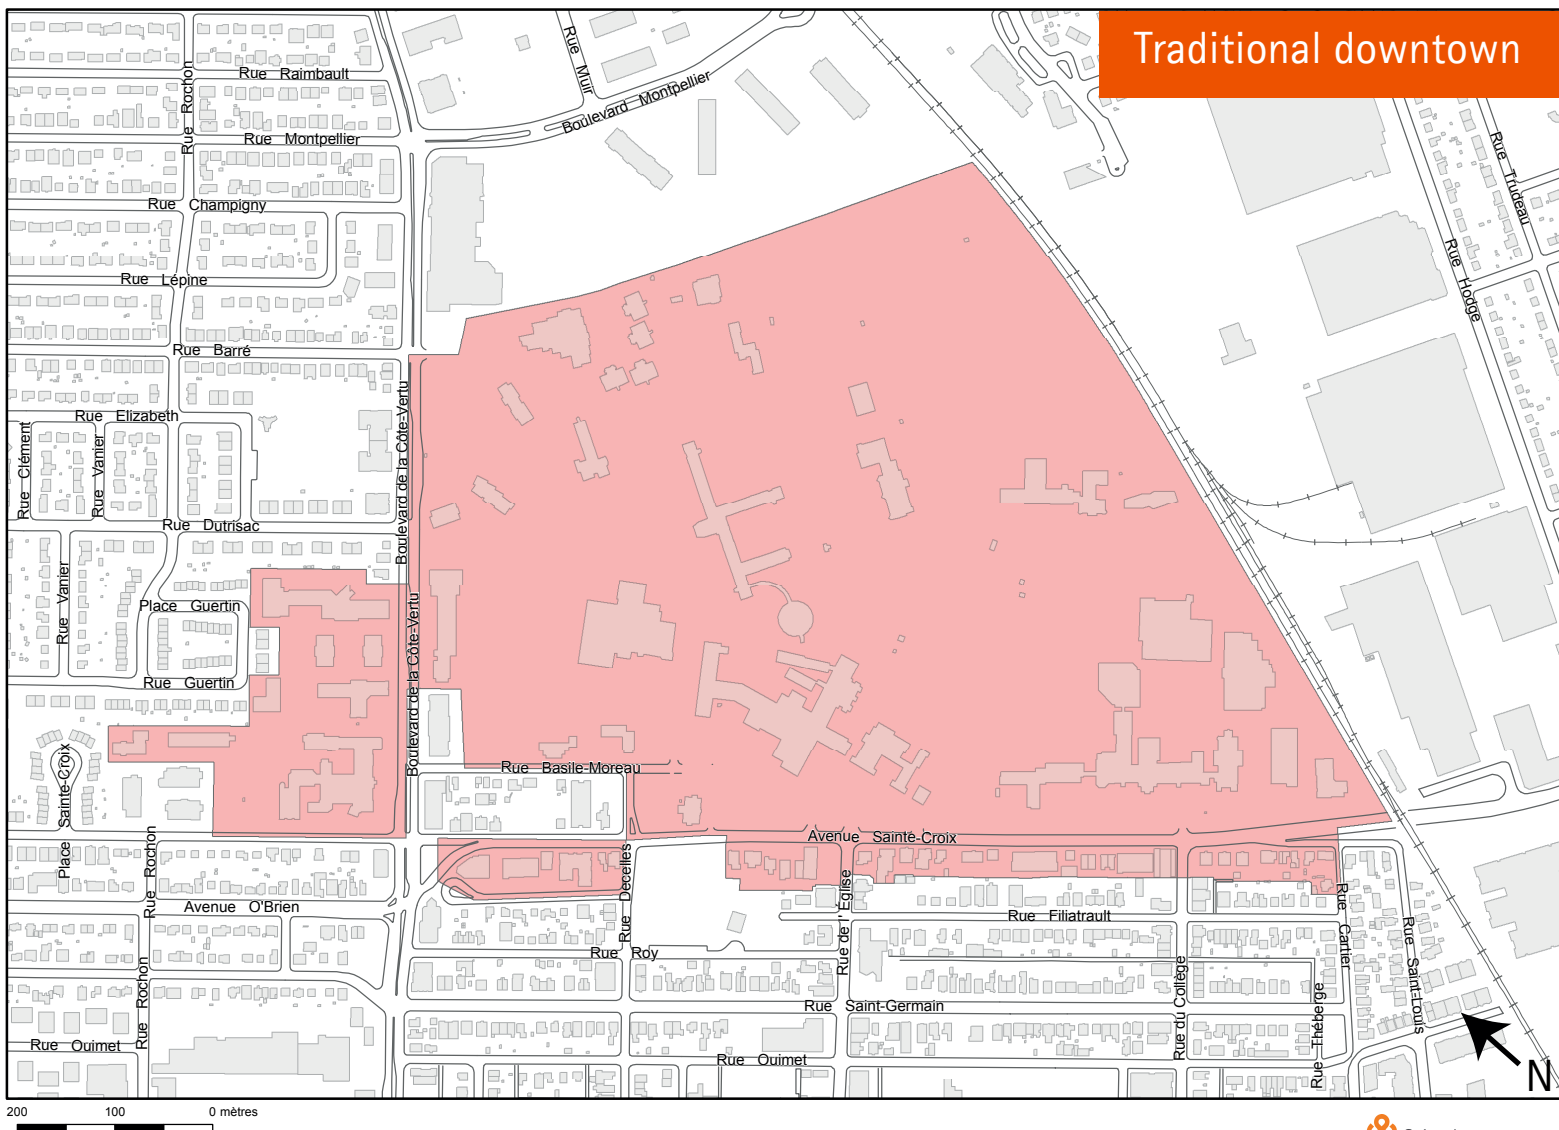 Traditional downtown
Rue Muir
Rue Raimbault
Rue Rochon
Boulevard Montpellier
Rue Montpellier
Rue Trudeau
Rue Champigny
Rue Hodge
Rue Lépine
Rue Barré
Boulevard de la Côte-Vertu
Rue Elizabeth
Rue Clément
Rue Vanier
Rue Dutrisac
Rue Vanier
Place Guertin
Boulevard de la Côte-Vertu
Rue Guertin
Place Sainte-Croix
Rue Basile-Moreau
Avenue Sainte-Croix
Rue Rochon
Rue Decelles
Rue de l' Église
Avenue O'Brien
Rue Filiatrault
Rue Cartier
Rue Saint-Louis
Rue Roy
Rue du Collège
Rue Rochon
Rue Saint-Germain
Rue Théberge
Rue Ouimet
Rue Ouimet
N
200 100 0 mètres